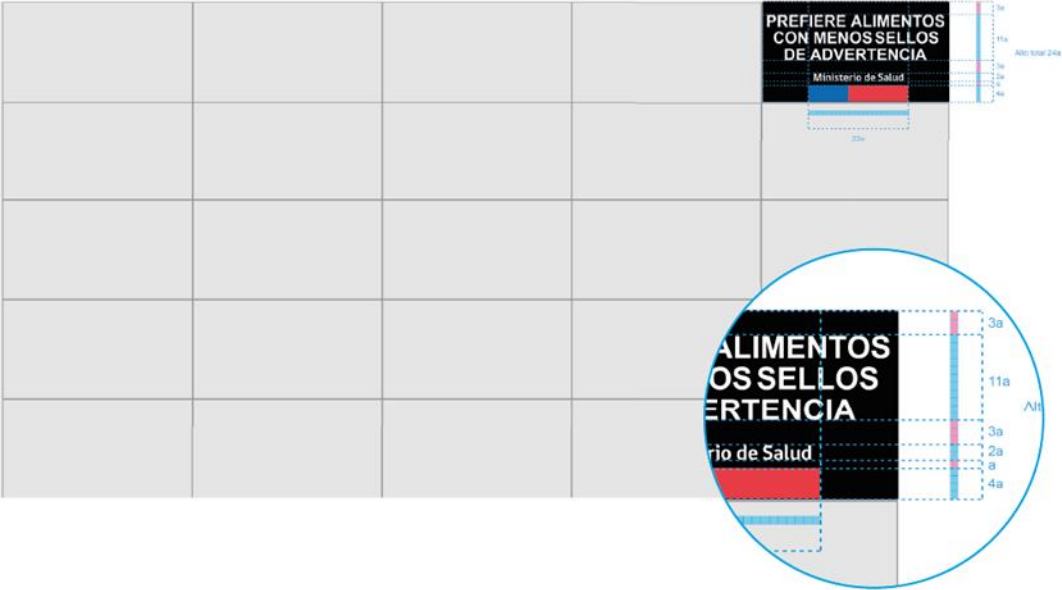 PREFIERE ALIMENTOS
CON MENOS SELLOS
DE ADVERTENCIA
Ministerio de Salud
3a
11a
Alto total 24a
3a
2a
a
4a
20a
ALIMENTOS
OS SELLOS
ERTENCIA
rio de Salud
3a
11a
Alt
3a
2a
a
4a